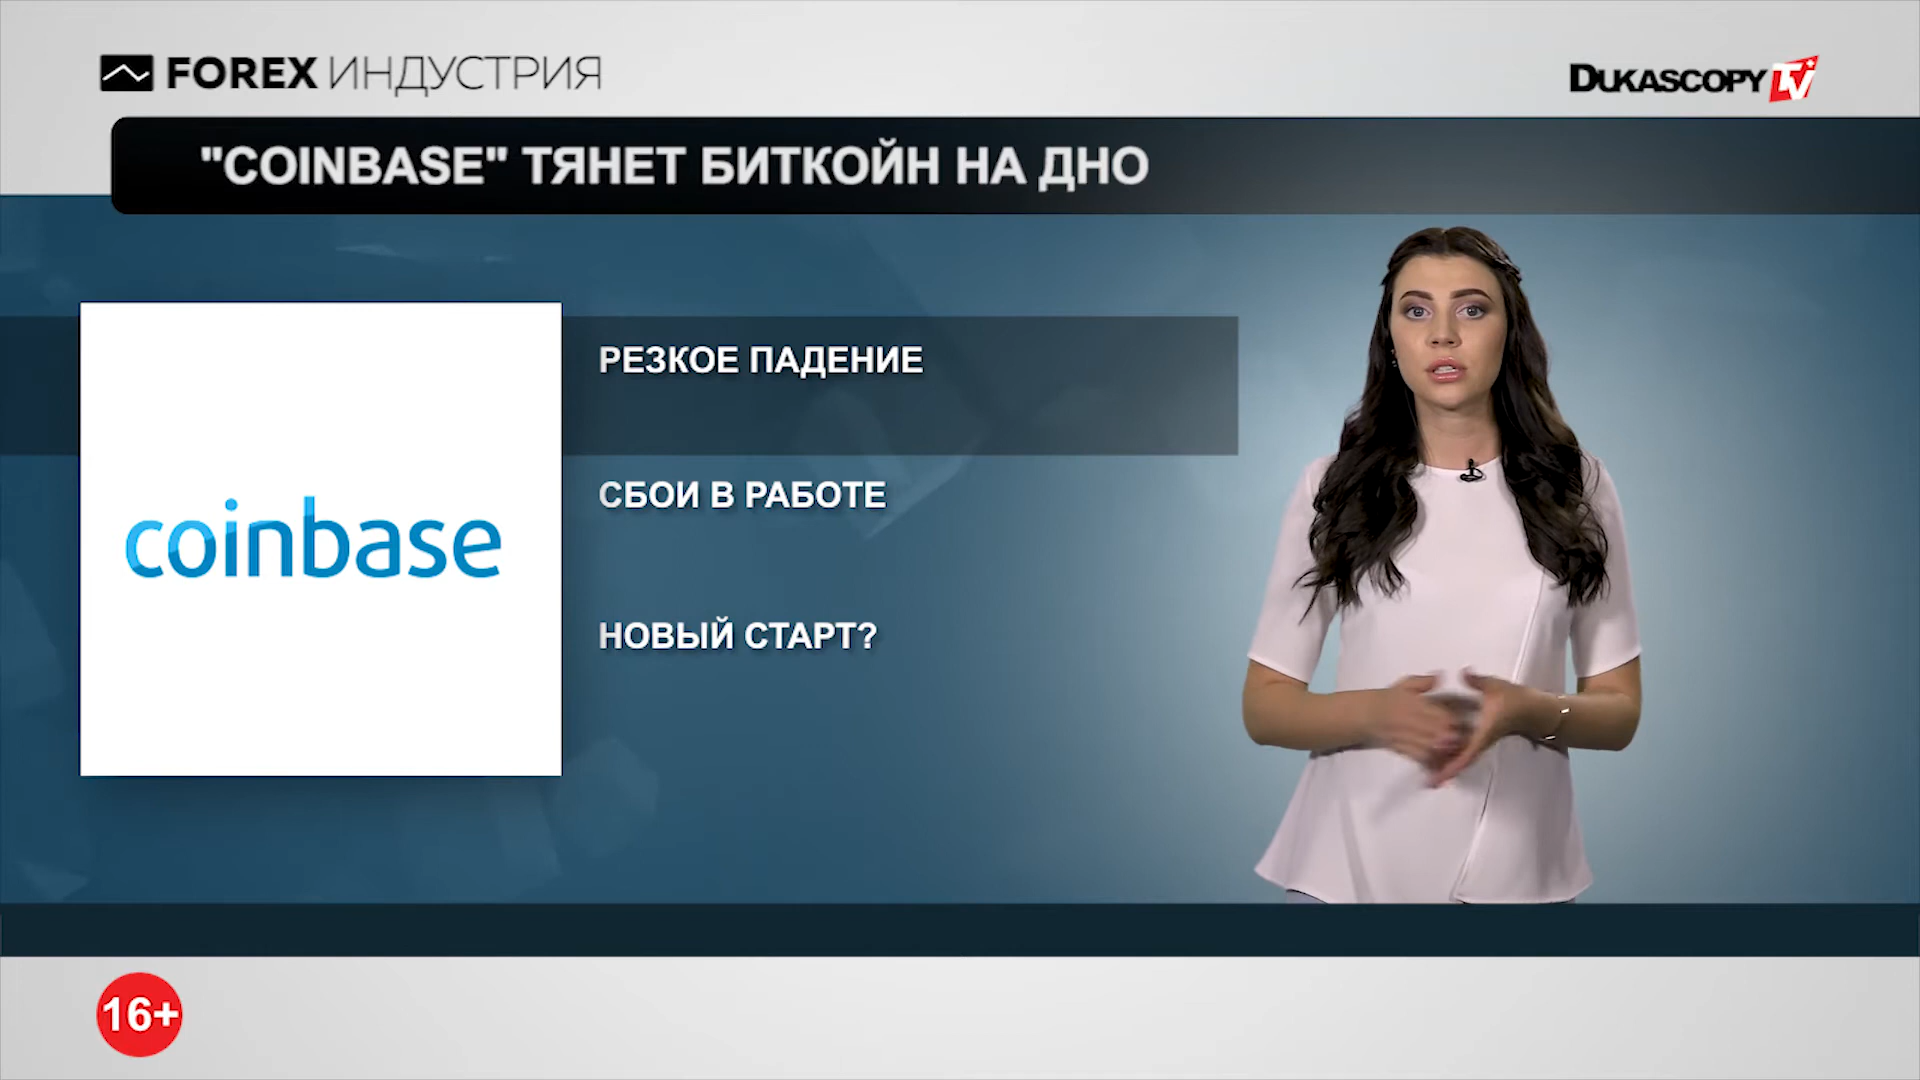 FOREX ИНДУСТРИЯ
DUKASCOPY TV
"COINBASE" ТЯНЕТ БИТКОЙН НА ДНО
РЕЗКОЕ ПАДЕНИЕ
СБОИ В РАБОТЕ
coinbase
НОВЫЙ СТАРТ?
16+